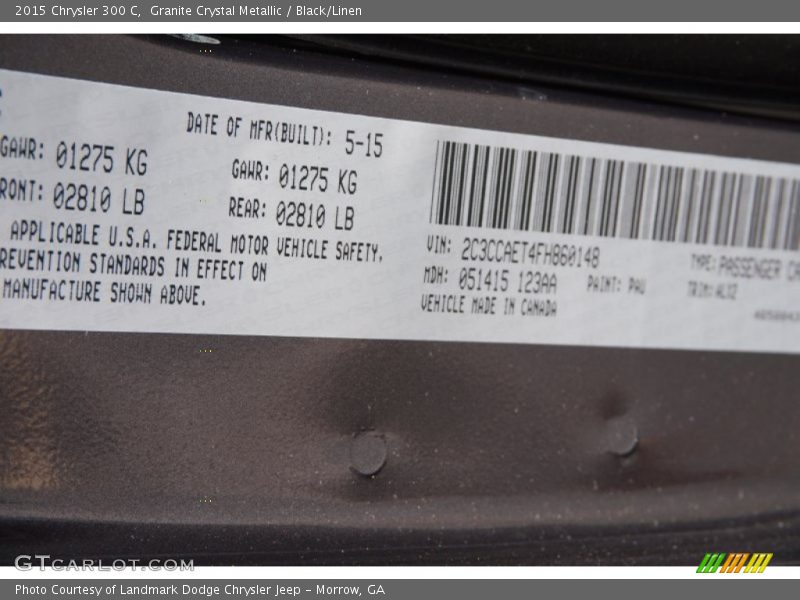 2015 Chrysler 300 C, Granite Crystal Metallic / Black/Linen
DATE OF MFR(BUILT): 5-15
GAWR: 01275 KG GAWR: 01275 KG
RONT: 02810 LB REAR: 02810 LB
APPLICABLE U.S.A. FEDERAL MOTOR VEHICLE SAFETY,
REVENTION STANDARDS IN EFFECT ON
MANUFACTURE SHOWN ABOVE.
VIN: 2C3CCAET4FH860148 TYPE: PASSENGER CA
MDH: 051415 123AA PAINT: PAU TRIM: ALX2
VEHICLE MADE IN CANADA
GTCARLOT.COM
Photo Courtesy of Landmark Dodge Chrysler Jeep – Morrow, GA